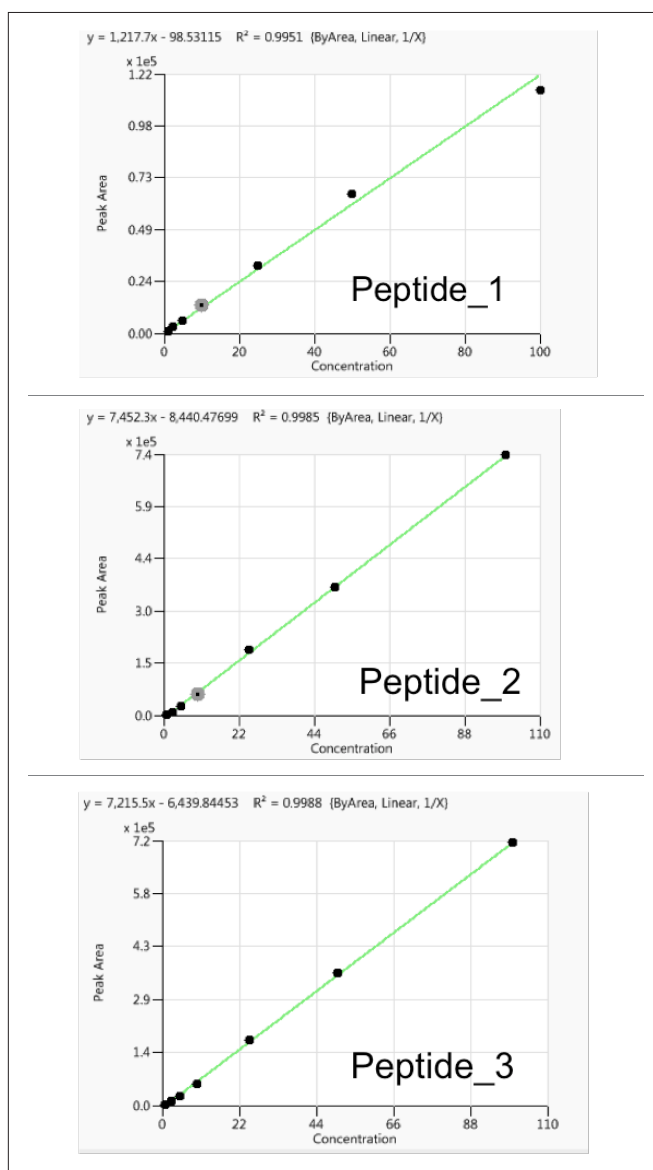 y = 1,217.7x - 98.53115 R² = 0.9951 {ByArea, Linear, 1/X}
x 1e5
1.22
0.98
0.73
0.49
0.24
0.00
Peak Area
Peptide_1
0 20 40 60 80 100
Concentration
y = 7,452.3x - 8,440.47699 R² = 0.9985 {ByArea, Linear, 1/X}
x 1e5
7.4
5.9
4.4
3.0
1.5
0.0
Peak Area
Peptide_2
0 22 44 66 88 110
Concentration
y = 7,215.5x - 6,439.84453 R² = 0.9988 {ByArea, Linear, 1/X}
x 1e5
7.2
5.8
4.3
2.9
1.4
0.0
Peak Area
Peptide_3
0 22 44 66 88 110
Concentration